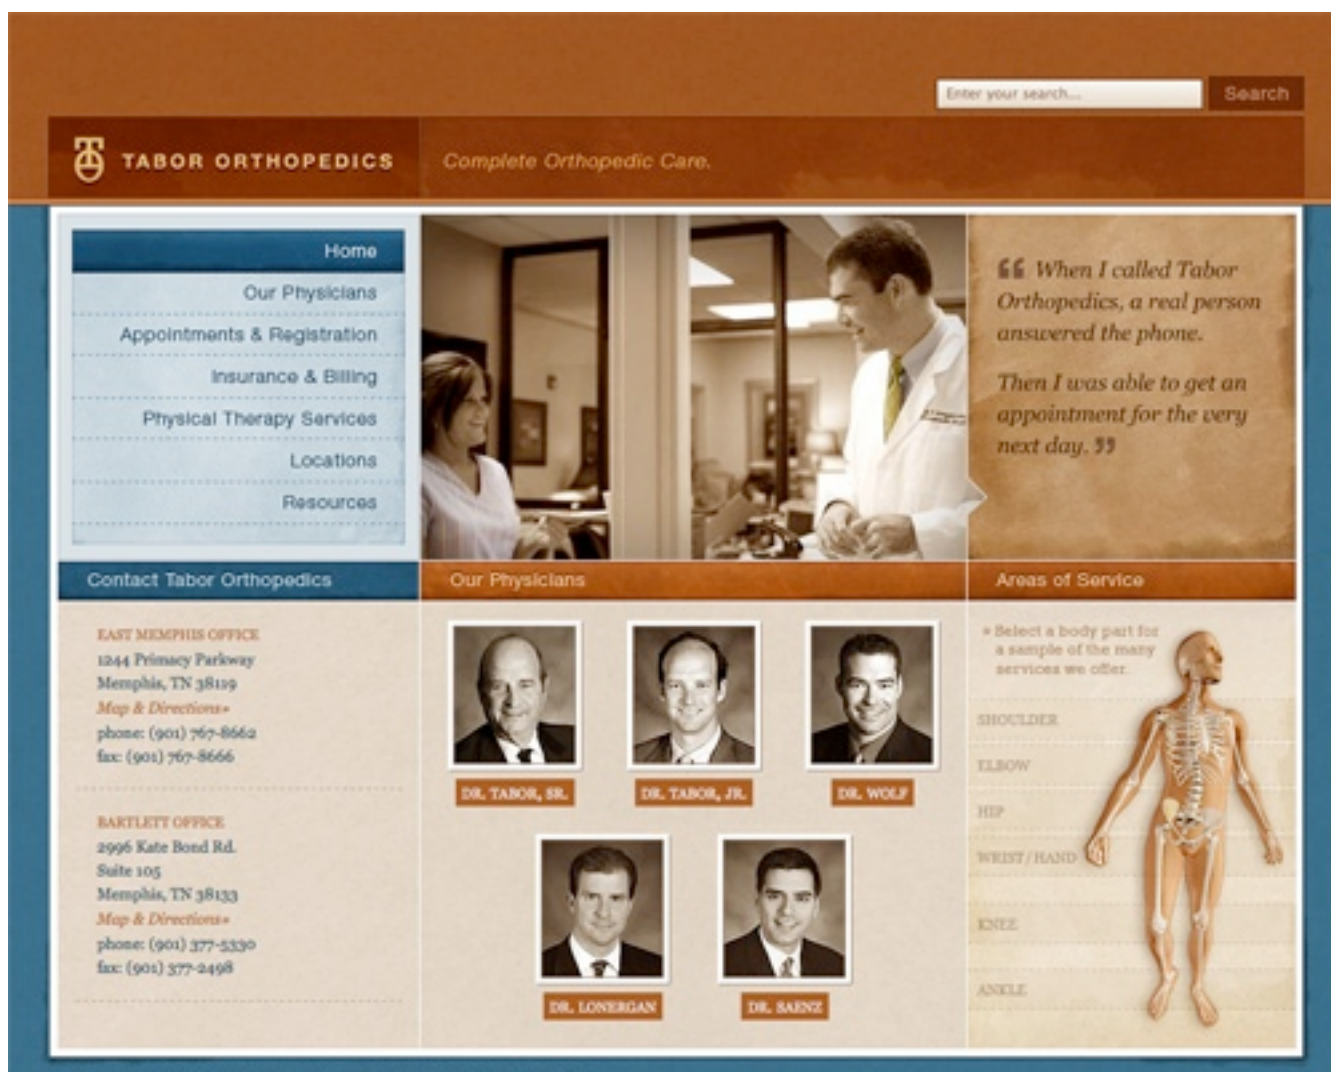 Enter your search...
Search
TABOR ORTHOPEDICS
Complete Orthopedic Care.
Home
Our Physicians
Appointments & Registration
Insurance & Billing
Physical Therapy Services
Locations
Resources
“ When I called Tabor
Orthopedics, a real person
answered the phone.
Then I was able to get an
appointment for the very
next day. ”
Contact Tabor Orthopedics
EAST MEMPHIS OFFICE
1244 Primacy Parkway
Memphis, TN 38119
Map & Directions»
phone: (901) 767-8662
fax: (901) 767-8666
BARTLETT OFFICE
2996 Kate Bond Rd.
Suite 105
Memphis, TN 38133
Map & Directions»
phone: (901) 377-5330
fax: (901) 377-2498
Our Physicians
DR. TABOR, SR.
DR. TABOR, JR.
DR. WOLF
DR. LONERGAN
DR. SAENZ
Areas of Service
» Select a body part for
a sample of the many
services we offer.
SHOULDER
ELBOW
HIP
WRIST/HAND
KNEE
ANKLE